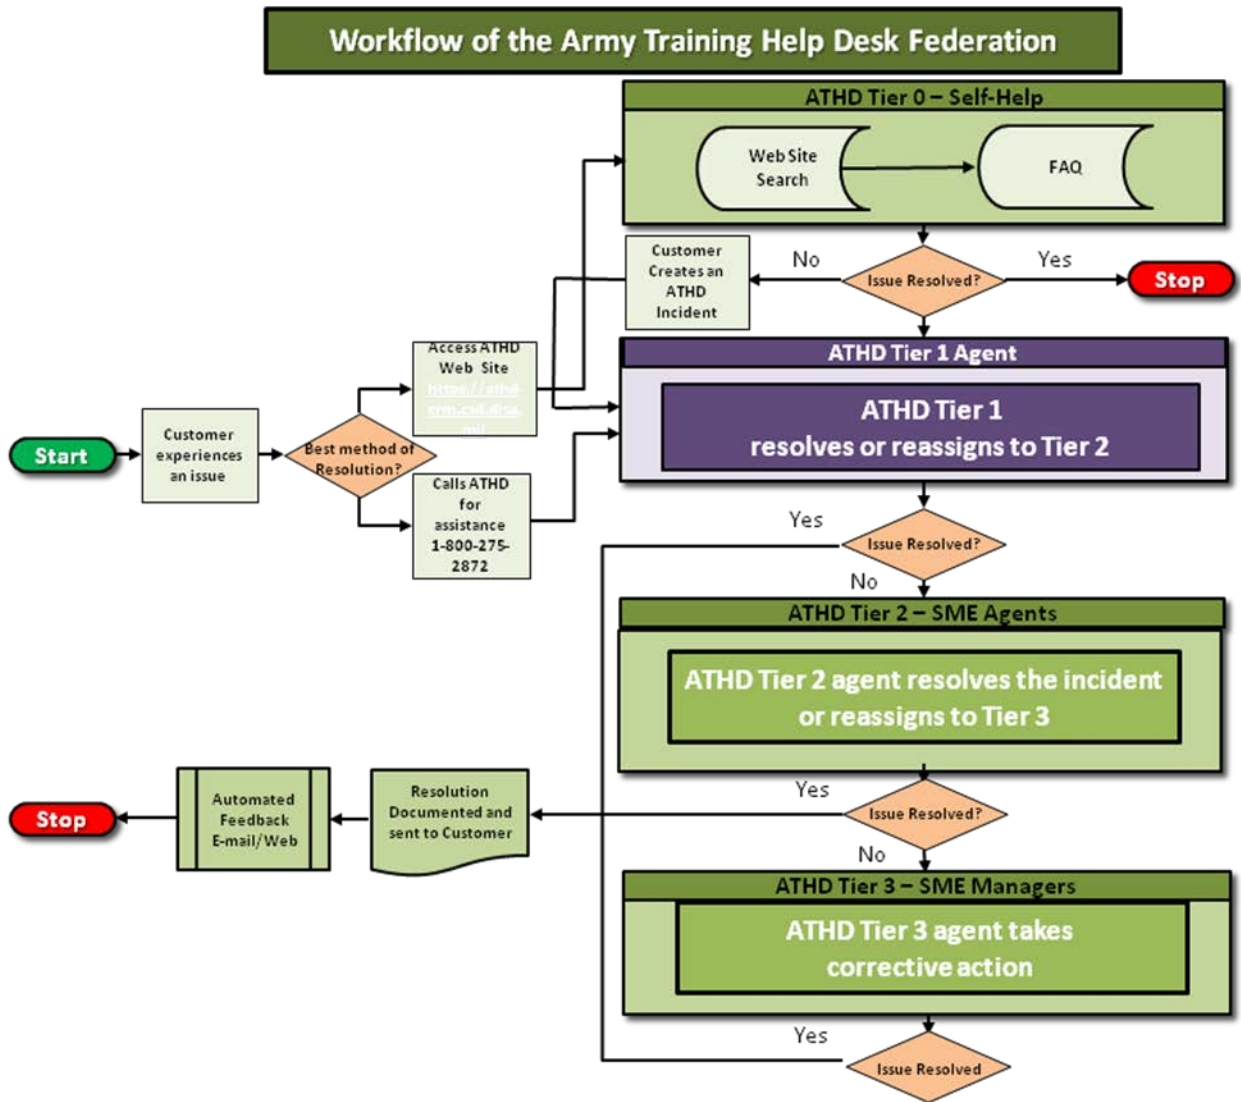 Workflow of the Army Training Help Desk Federation
ATHD Tier 0 – Self-Help
Web Site
Search
FAQ
Customer
Creates an
ATHD
Incident
No
Issue Resolved?
Yes
Stop
Access ATHD
Web Site
ATHD Tier 1 Agent
ATHD Tier 1
resolves or reassigns to Tier 2
Start
Customer
experiences
an issue
Best method of
Resolution?
Calls ATHD
for
assistance
1-800-275-
2872
Yes
Issue Resolved?
No
ATHD Tier 2 – SME Agents
ATHD Tier 2 agent resolves the incident
or reassigns to Tier 3
Stop
Automated
Feedback
E-mail/Web
Resolution
Documented and
sent to Customer
Yes
Issue Resolved?
No
ATHD Tier 3 – SME Managers
ATHD Tier 3 agent takes
corrective action
Yes
Issue Resolved